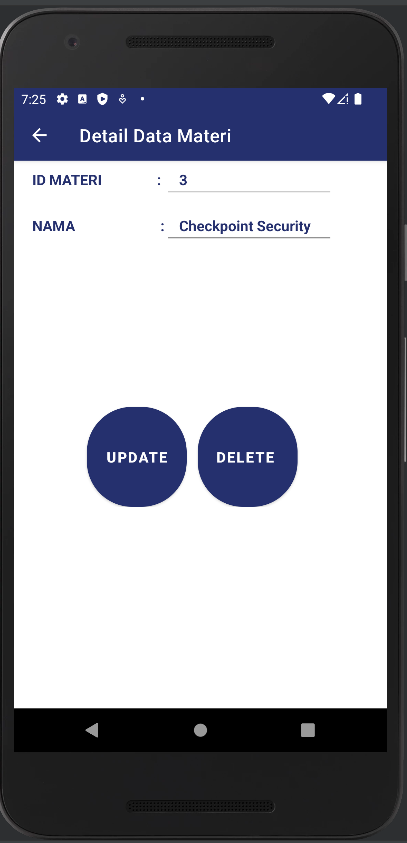 7:25
Detail Data Materi
ID MATERI : 3
NAMA : Checkpoint Security
UPDATE DELETE